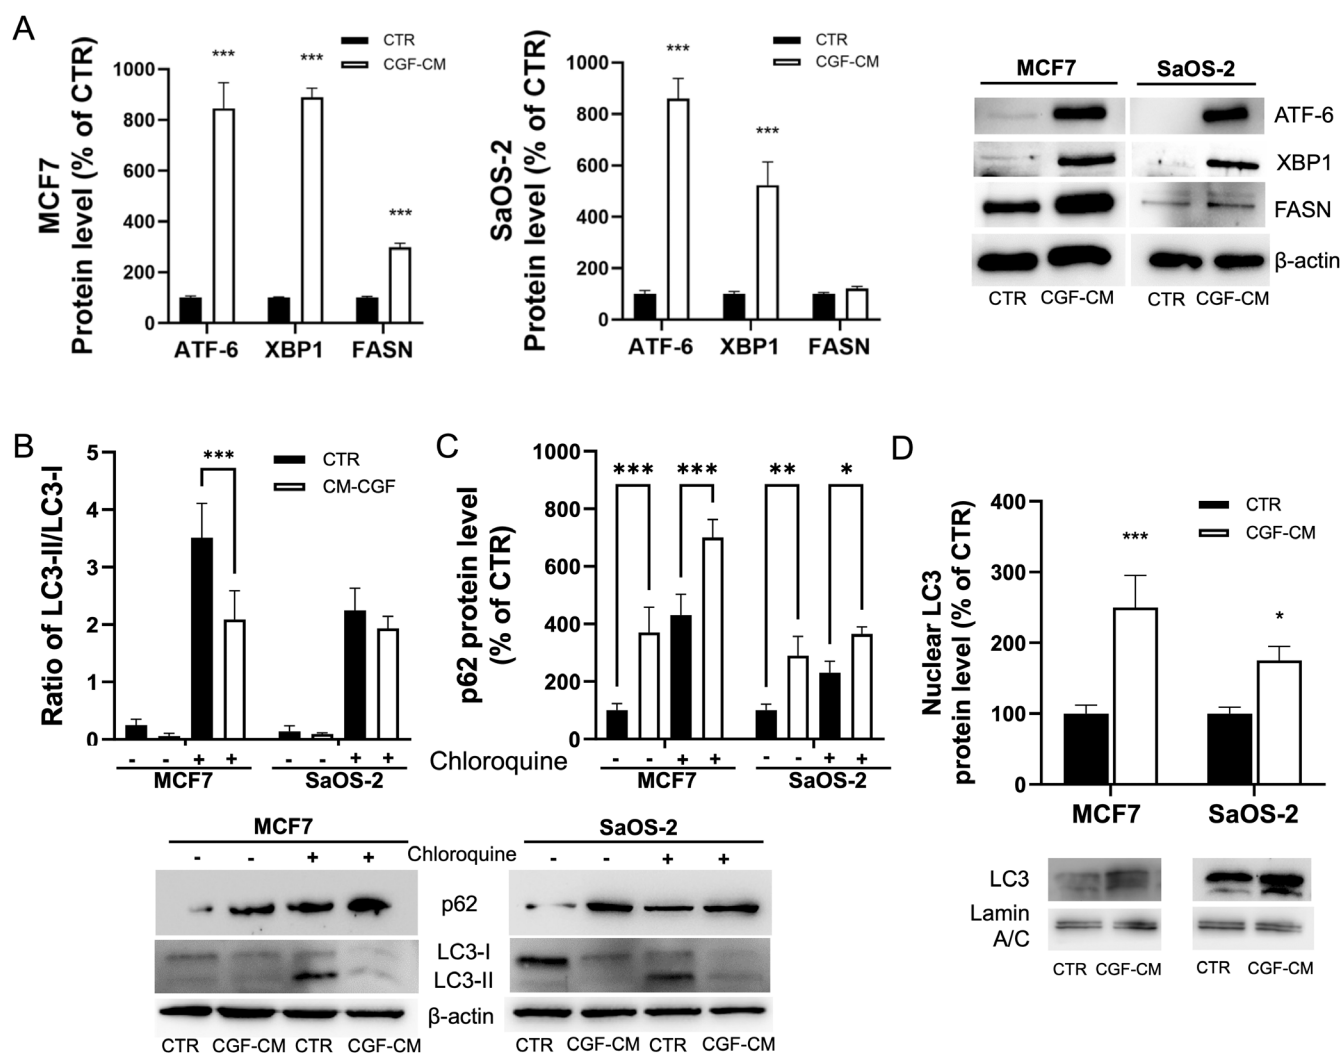 A
MCF7
Protein level (% of CTR)
1000
800
600
400
200
0
***
***
***
CTR
CGF-CM
ATF-6 XBP1 FASN
SaOS-2
Protein level (% of CTR)
1000
800
600
400
200
0
***
***
CTR
CGF-CM
ATF-6 XBP1 FASN
MCF7 SaOS-2
ATF-6
XBP1
FASN
β-actin
CTR CGF-CM CTR CGF-CM
B
Ratio of LC3-II/LC3-I
5
4
3
2
1
0
***
CTR
CM-CGF
- - + + - - + +
MCF7 SaOS-2
C
p62 protein level
(% of CTR)
1000
800
600
400
200
0
*** *** ** *
Chloroquine - - + + - - + +
MCF7 SaOS-2
D
Nuclear LC3
protein level (% of CTR)
400
300
200
100
0
***
*
CTR
CGF-CM
MCF7 SaOS-2
MCF7 SaOS-2
- - + + Chloroquine - - + +
p62
LC3-I
LC3-II
β-actin
CTR CGF-CM CTR CGF-CM CTR CGF-CM CTR CGF-CM
LC3
Lamin
A/C
CTR CGF-CM CTR CGF-CM